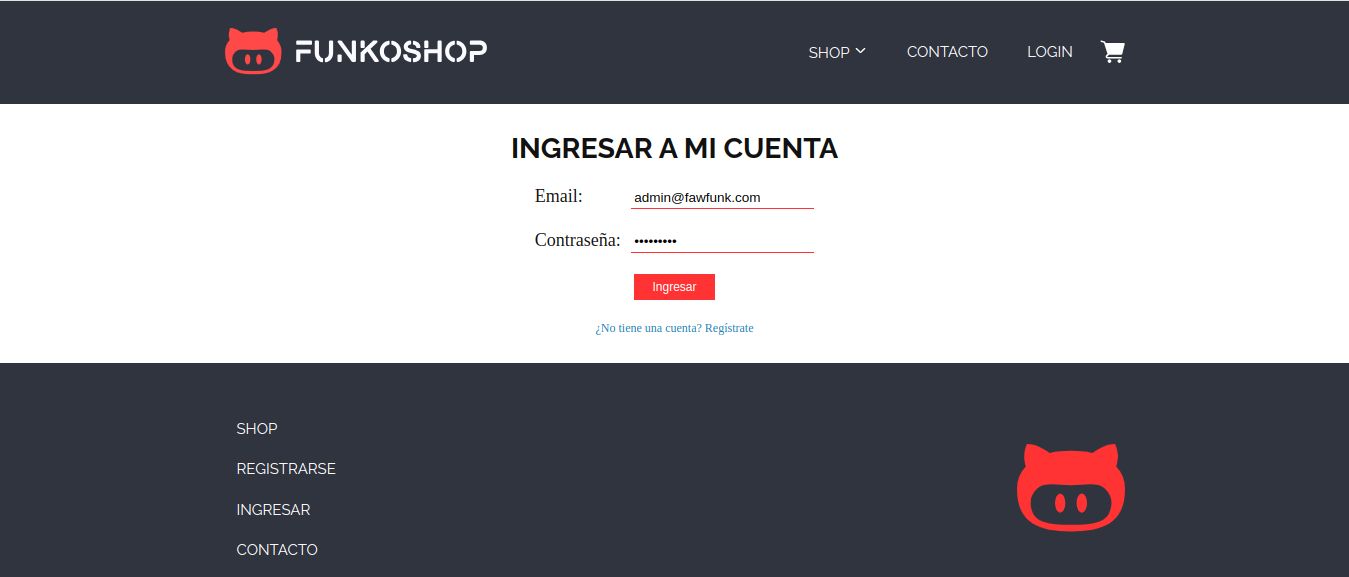 FUNKOSHOP
SHOP CONTACTO LOGIN
INGRESAR A MI CUENTA
Email: admin@fawfunk.com
Contraseña: •••••••••
Ingresar
¿No tiene una cuenta? Regístrate
SHOP
REGISTRARSE
INGRESAR
CONTACTO